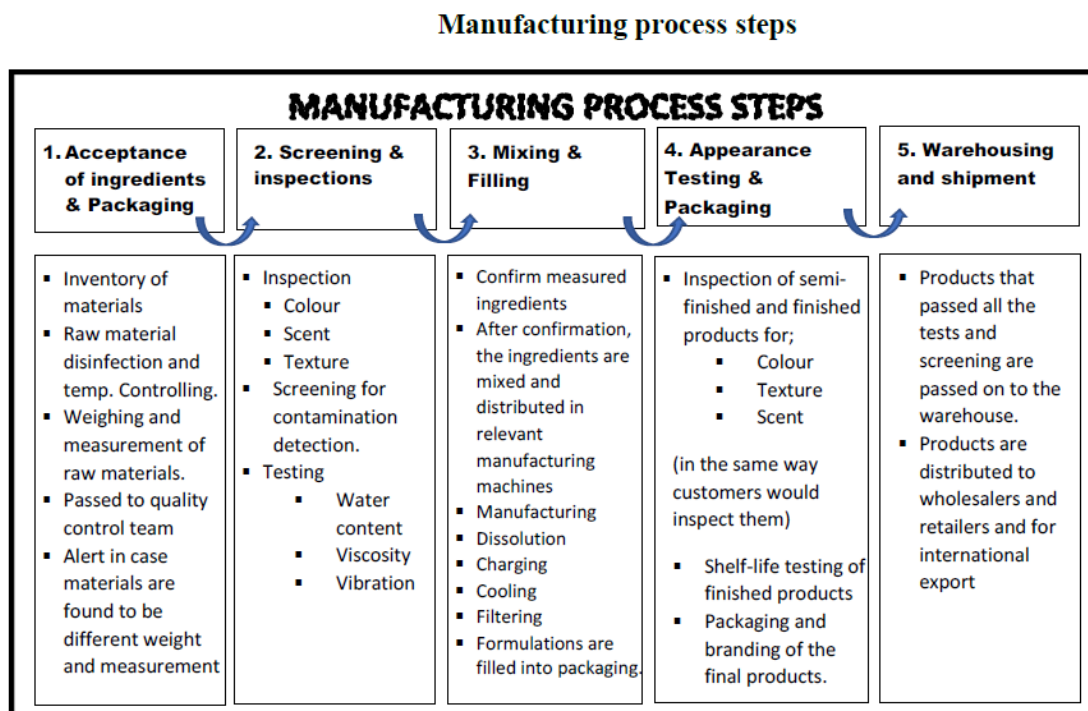 Manufacturing process steps
MANUFACTURING PROCESS STEPS
1. Acceptance
of ingredients
& Packaging
2. Screening &
inspections
3. Mixing &
Filling
4. Appearance
Testing &
Packaging
5. Warehousing
and shipment
▪ Inventory of
materials
▪ Raw material
disinfection and
temp. Controlling.
▪ Weighing and
measurement of
raw materials.
▪ Passed to quality
control team
▪ Alert in case
materials are
found to be
different weight
and measurement
▪ Inspection
▪ Colour
▪ Scent
▪ Texture
▪ Screening for
contamination
detection.
▪ Testing
▪ Water
content
▪ Viscosity
▪ Vibration
▪ Confirm measured
ingredients
▪ After confirmation,
the ingredients are
mixed and
distributed in
relevant
manufacturing
machines
▪ Manufacturing
▪ Dissolution
▪ Charging
▪ Cooling
▪ Filtering
▪ Formulations are
filled into packaging.
▪ Inspection of semi-
finished and finished
products for;
▪ Colour
▪ Texture
▪ Scent
(in the same way
customers would
inspect them)
▪ Shelf-life testing of
finished products
▪ Packaging and
branding of the
final products.
▪ Products that
passed all the
tests and
screening are
passed on to the
warehouse.
▪ Products are
distributed to
wholesalers and
retailers and for
international
export